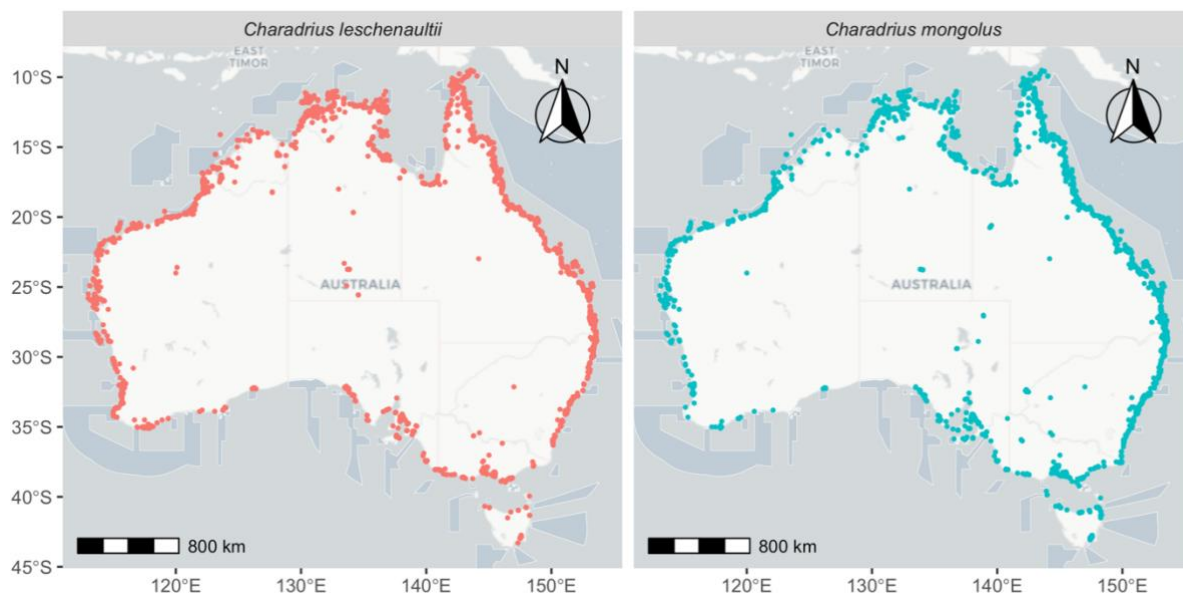 Charadrius leschenaultii
Charadrius mongolus
EAST
TIMOR
EAST
TIMOR
N
N
10°S
15°S
20°S
25°S
30°S
35°S
40°S
45°S
AUSTRALIA
AUSTRALIA
800 km
800 km
120°E
130°E
140°E
150°E
120°E
130°E
140°E
150°E